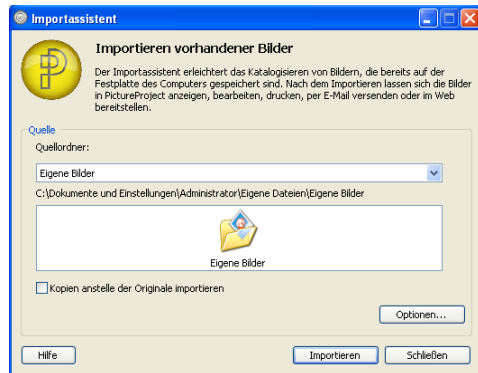 Importassistent
Importieren vorhandener Bilder
Der Importassistent erleichtert das Katalogisieren von Bildern, die bereits auf der
Festplatte des Computers gespeichert sind. Nach dem Importieren lassen sich die Bilder
in PictureProject anzeigen, bearbeiten, drucken, per E-Mail versenden oder im Web
bereitstellen.
Quelle
Quellordner:
Eigene Bilder
C:\Dokumente und Einstellungen\Administrator\Eigene Dateien\Eigene Bilder
Eigene Bilder
Kopien anstelle der Originale importieren
Optionen...
Hilfe
Importieren
Schließen